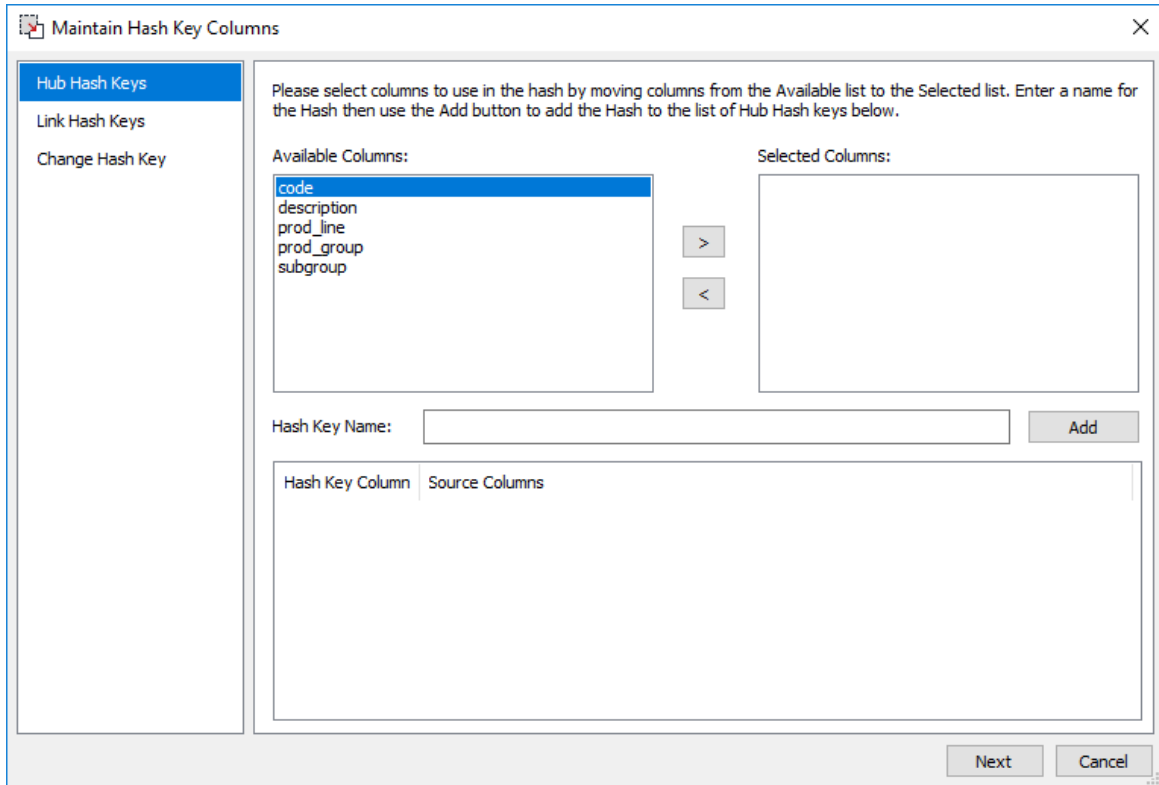 Maintain Hash Key Columns
Hub Hash Keys
Link Hash Keys
Change Hash Key
Please select columns to use in the hash by moving columns from the Available list to the Selected list. Enter a name for
the Hash then use the Add button to add the Hash to the list of Hub Hash keys below.
Available Columns:
Selected Columns:
code
description
prod_line
prod_group
subgroup
>
<
Hash Key Name:
Add
Hash Key Column
Source Columns
Next
Cancel